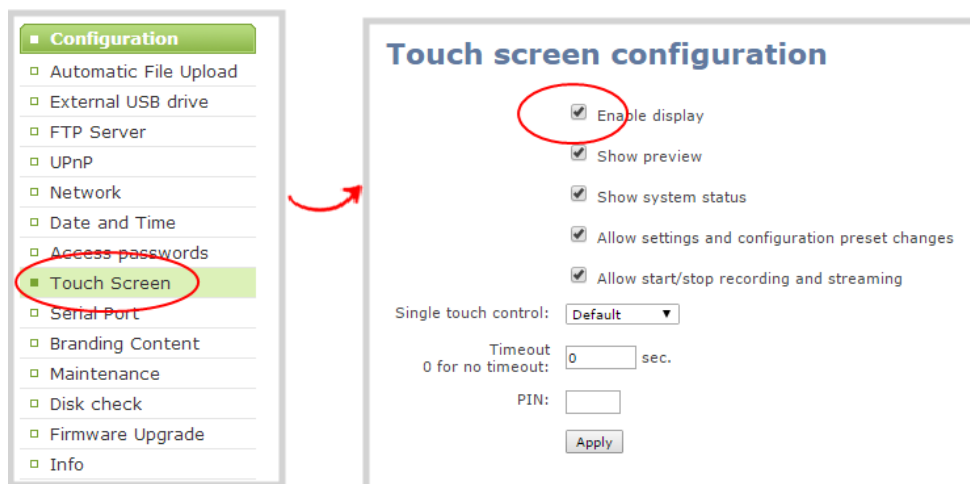 Configuration
Automatic File Upload
External USB drive
FTP Server
UPnP
Network
Date and Time
Access passwords
Touch Screen
Serial Port
Branding Content
Maintenance
Disk check
Firmware Upgrade
Info
Touch screen configuration
Enable display
Show preview
Show system status
Allow settings and configuration preset changes
Allow start/stop recording and streaming
Single touch control: Default
Timeout
0 for no timeout: 0 sec.
PIN:
Apply